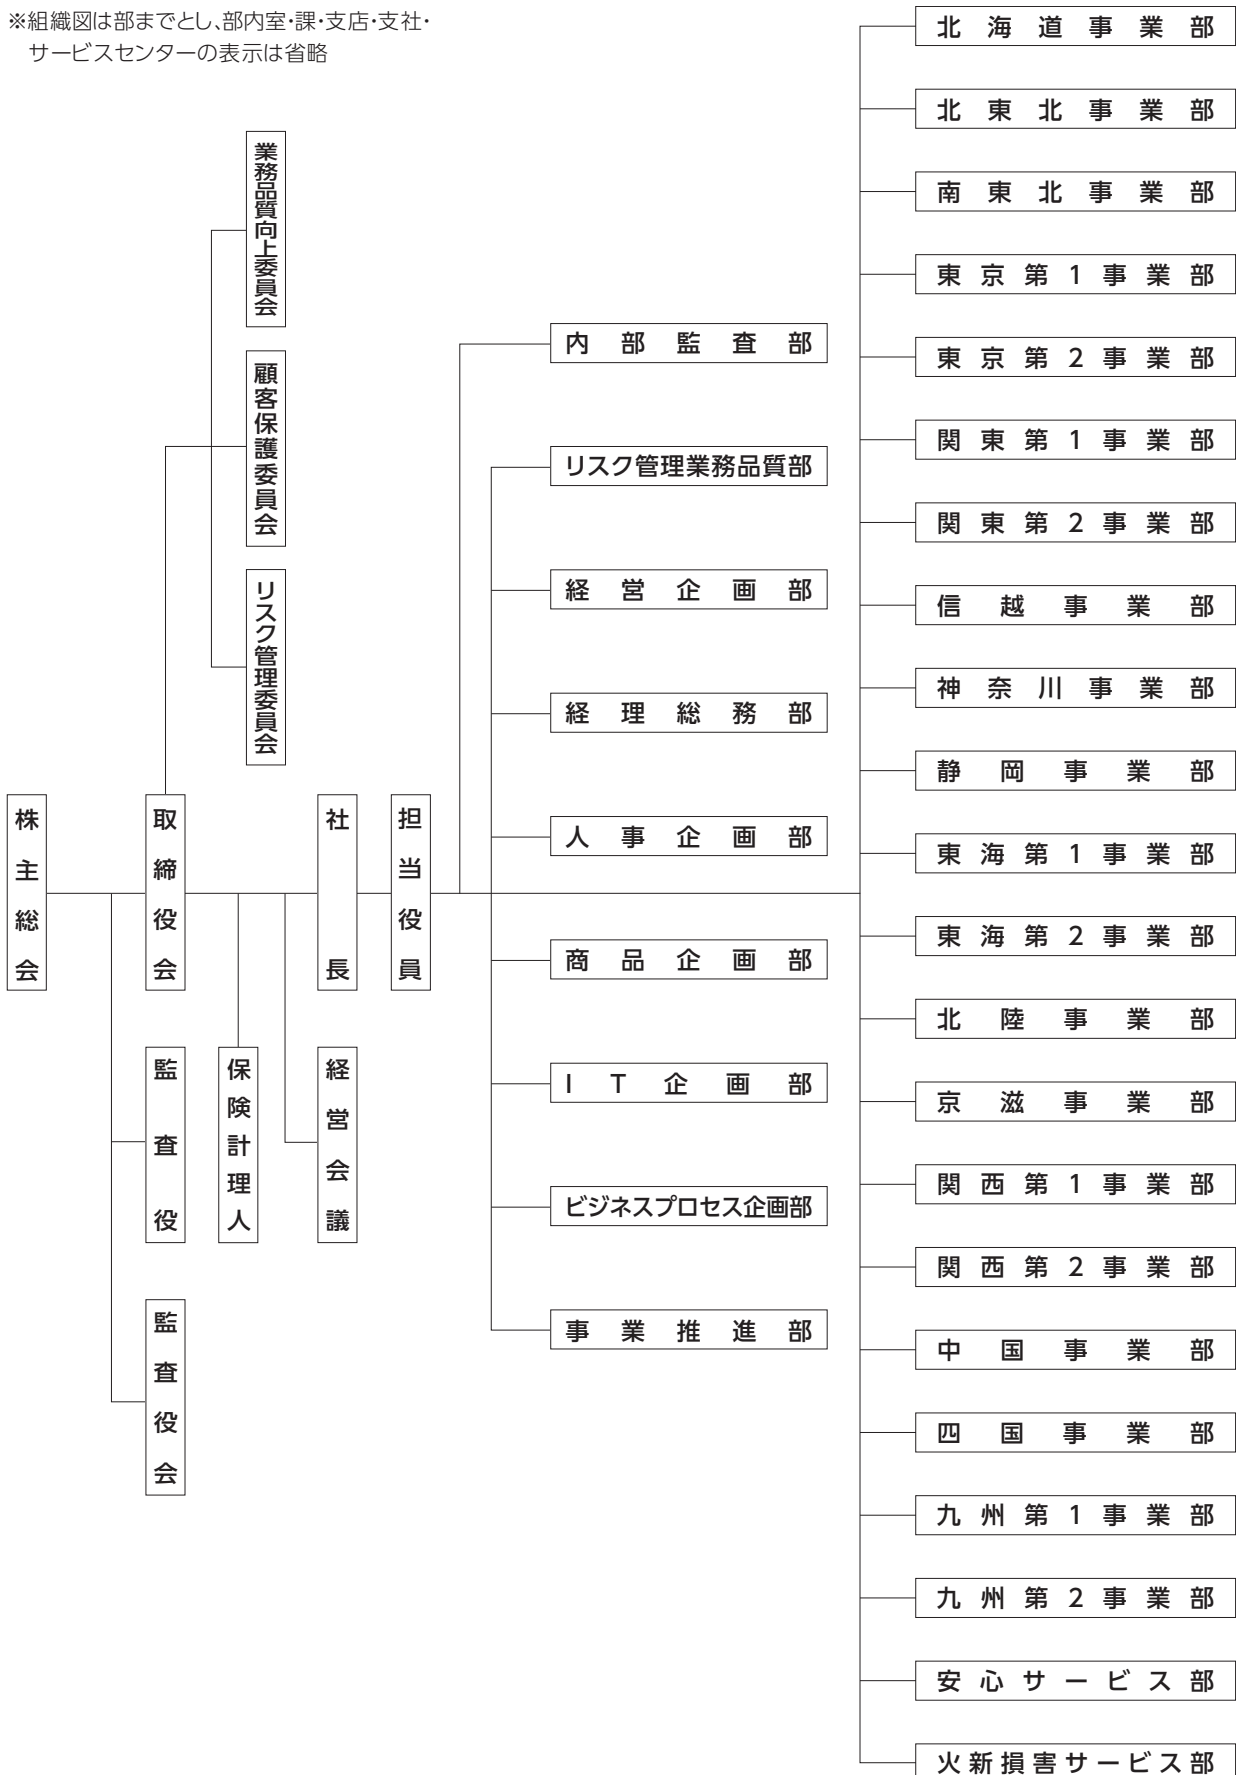 ※組織図は部までとし、部内室・課・支店・支社・
サービスセンターの表示は省略
業務品質向上委員会
顧客保護委員会
リスク管理委員会
株主総会
取締役会
社長
担当役員
監査役
保険計理人
経営会議
監査役会
内部監査部
リスク管理業務品質部
経営企画部
経理総務部
人事企画部
商品企画部
IT企画部
ビジネスプロセス企画部
事業推進部
北海道事業部
北東北事業部
南東北事業部
東京第1事業部
東京第2事業部
関東第1事業部
関東第2事業部
信越事業部
神奈川事業部
静岡事業部
東海第1事業部
東海第2事業部
北陸事業部
京滋事業部
関西第1事業部
関西第2事業部
中国事業部
四国事業部
九州第1事業部
九州第2事業部
安心サービス部
火新損害サービス部